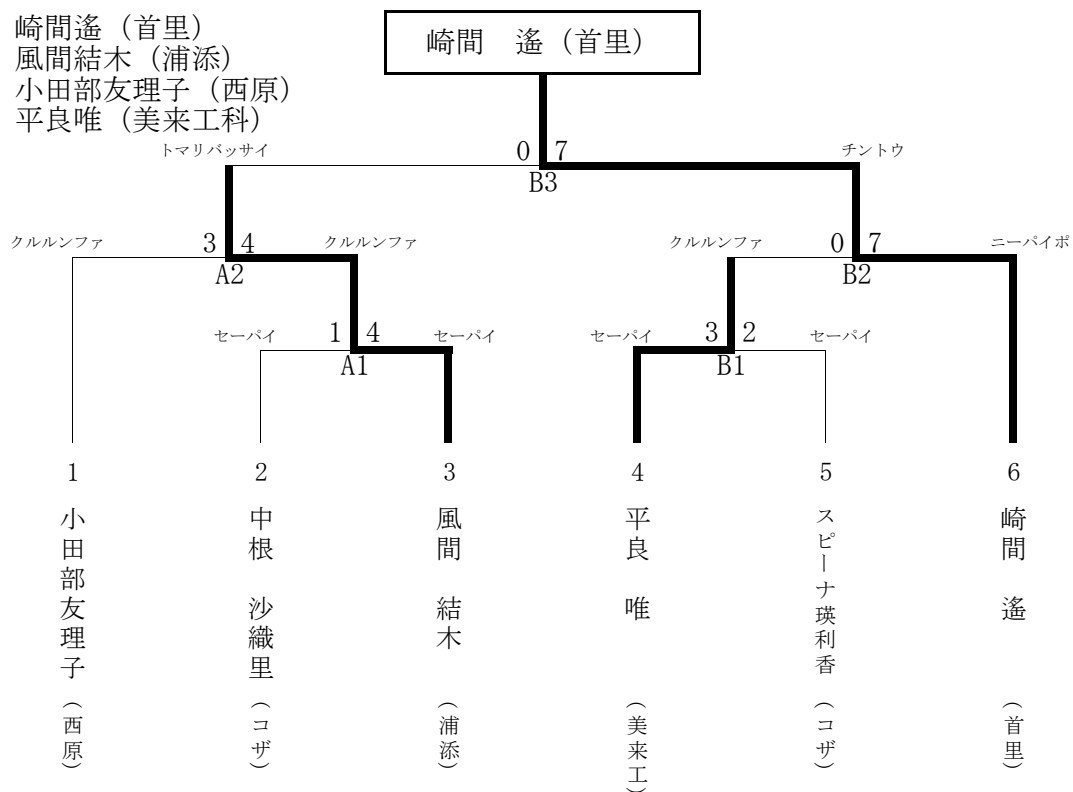 崎間遙（首里）
風間結木（浦添）
小田部友理子（西原）
平良唯（美来工科）
崎間　遙（首里）
トマリバッサイ
0 7
チントウ
B3
クルルンファ
3 4
クルルンファ
A2
クルルンファ
0 7
ニーパイポ
B2
セーパイ
1 4
セーパイ
A1
セーパイ
3 2
セーパイ
B1
1
2
3
4
5
6
小田部友理子
（西原）
中根　沙織里
（コザ）
風間　結木
（浦添）
平良　唯
（美来工）
スピーナ瑛利香
（コザ）
崎間　遙
（首里）